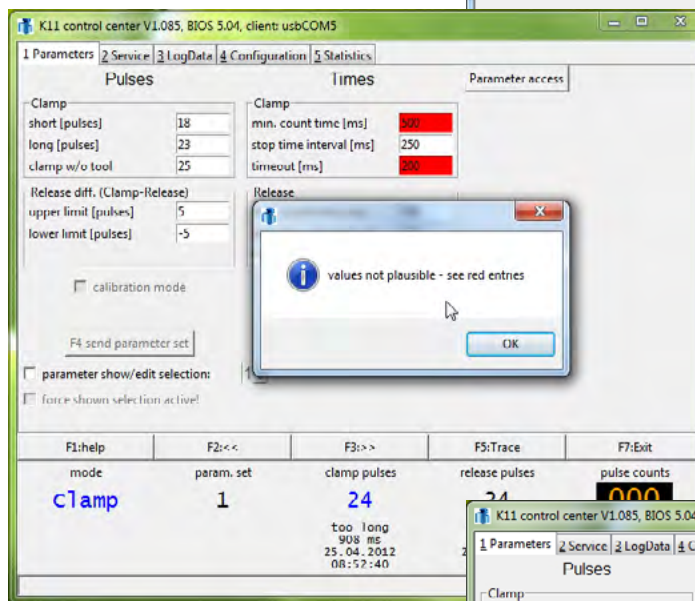 K11 control center V1.085, BIOS 5.04, client: usbCOM5
1 Parameters 2 Service 3 LogData 4 Configuration 5 Statistics
Pulses Times Parameter access
Clamp Clamp
short [pulses] 18 min. count time [ms] 500
long [pulses] 23 stop time interval [ms] 250
clamp w/o tool 25 timeout [ms] 200
Release diff. (Clamp-Release) Release
upper limit [pulses] 5
lower limit [pulses] -5
values not plausible - see red entries
OK
calibration mode
F4 send parameter set
parameter show/edit selection: 1
force shown selection active!
F1:help F2:<< F3:>> F5:Trace F7:Exit
mode param. set clamp pulses release pulses pulse counts
Clamp 1 24 24 000
too long
908 ms
25.04.2012
08:52:40
K11 control center V1.085, BIOS 5.04
1 Parameters 2 Service 3 LogData 4 C
Pulses
Clamp